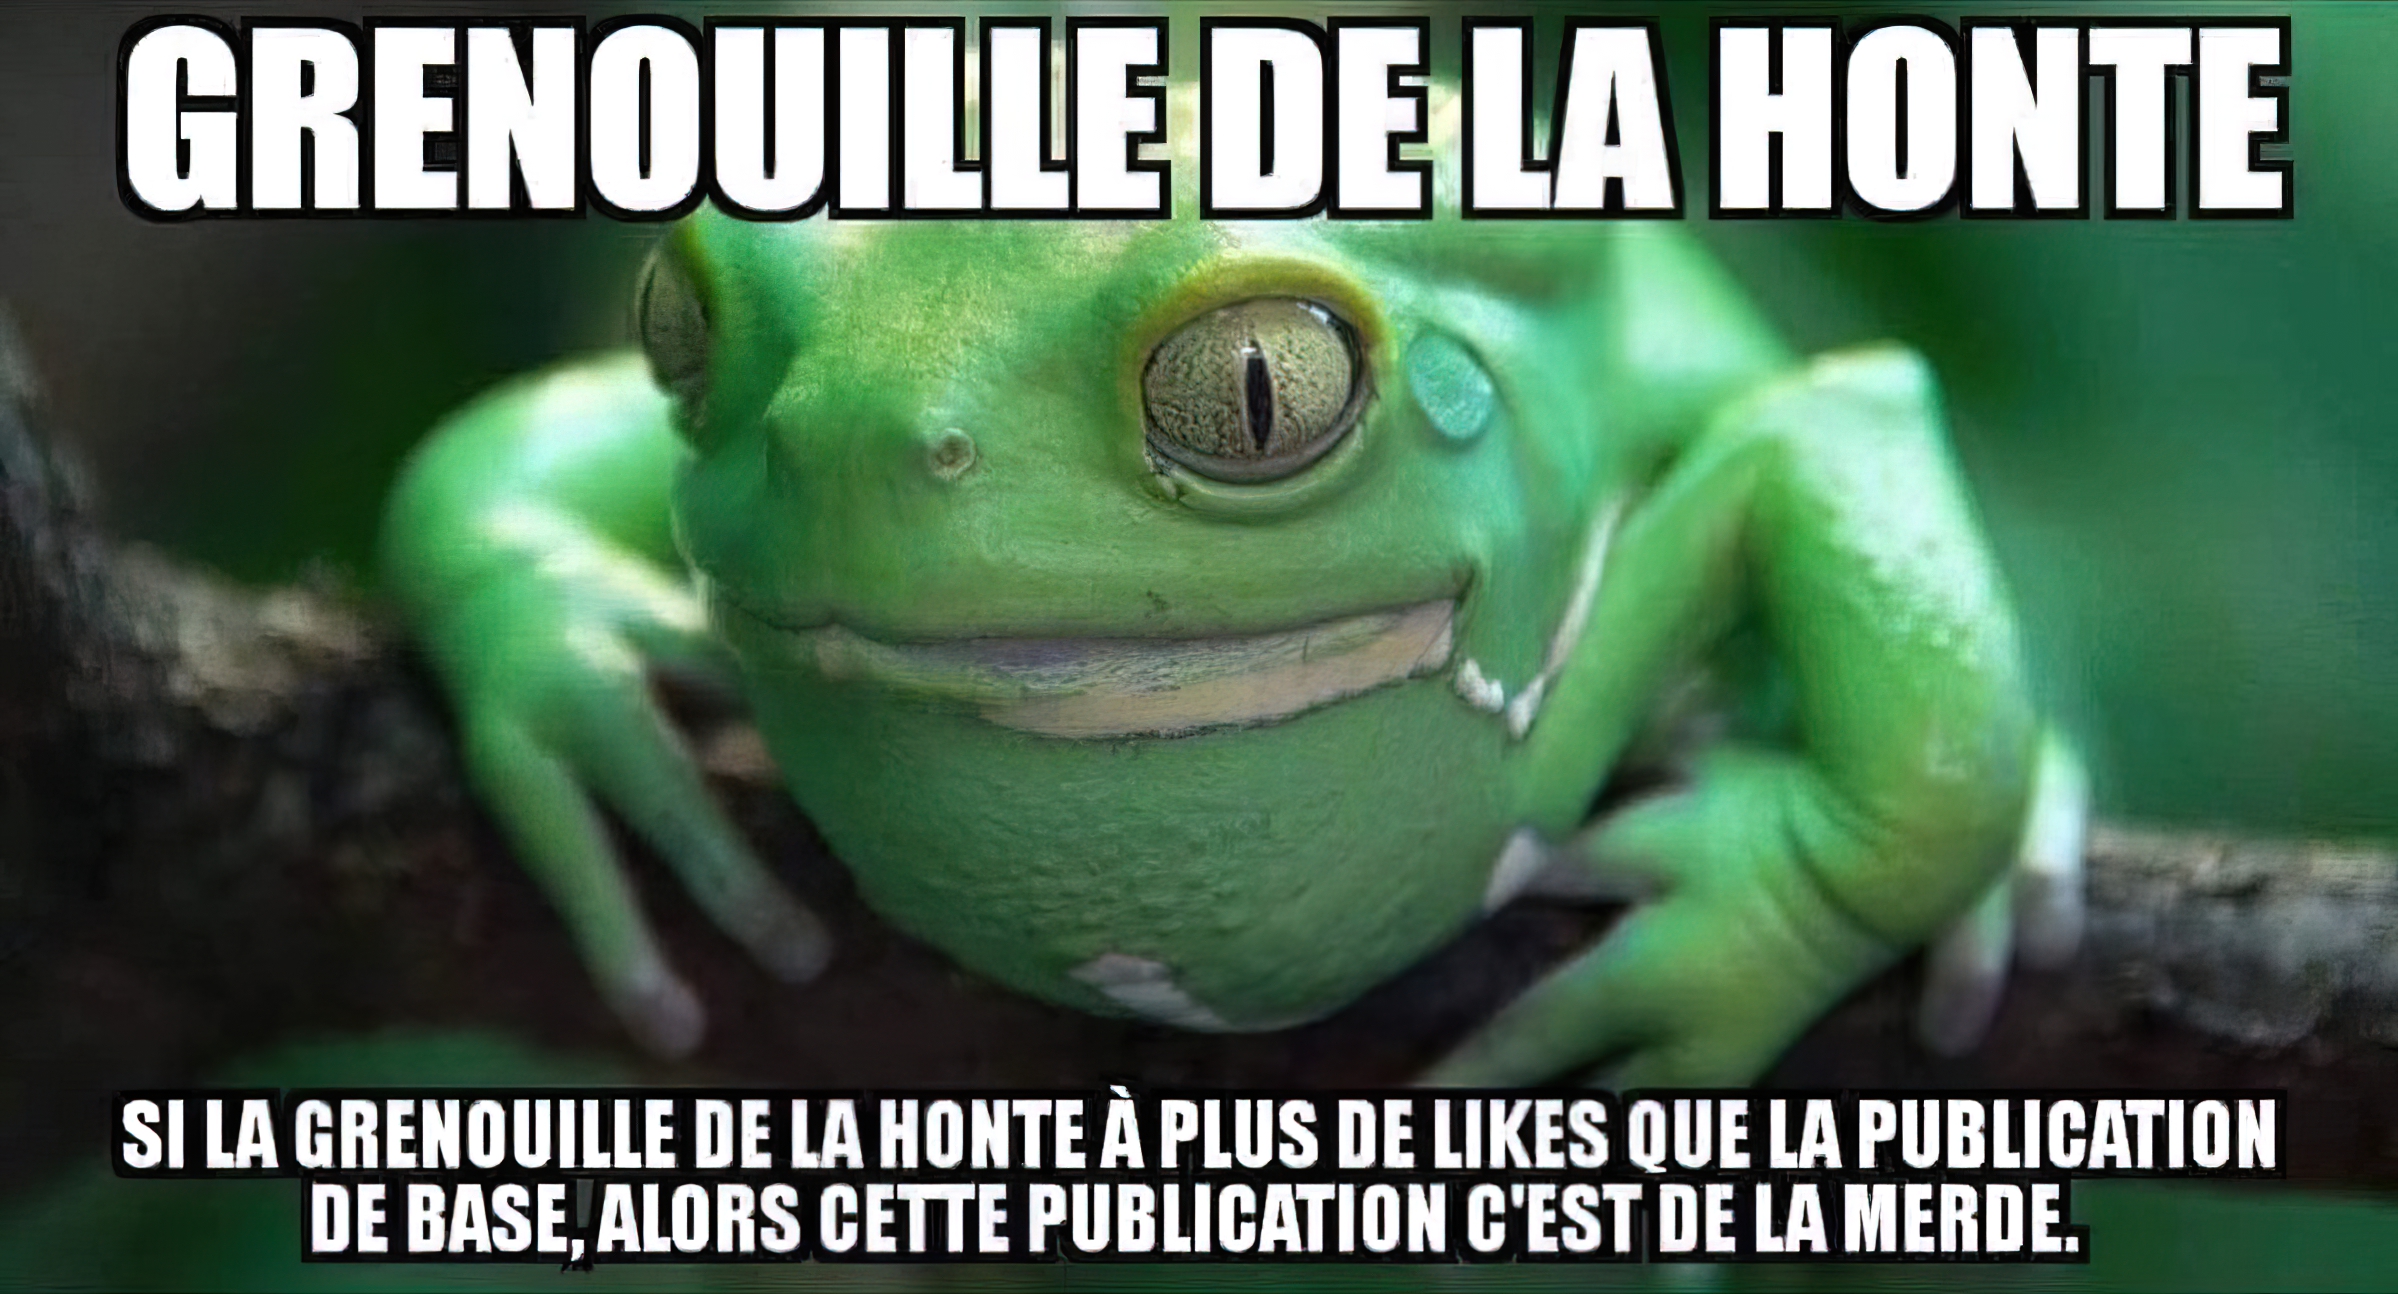 GRENOUILLE DE LA HONTE
SI LA GRENOUILLE DE LA HONTE À PLUS DE LIKES QUE LA PUBLICATION
DE BASE, ALORS CETTE PUBLICATION C'EST DE LA MERDE.